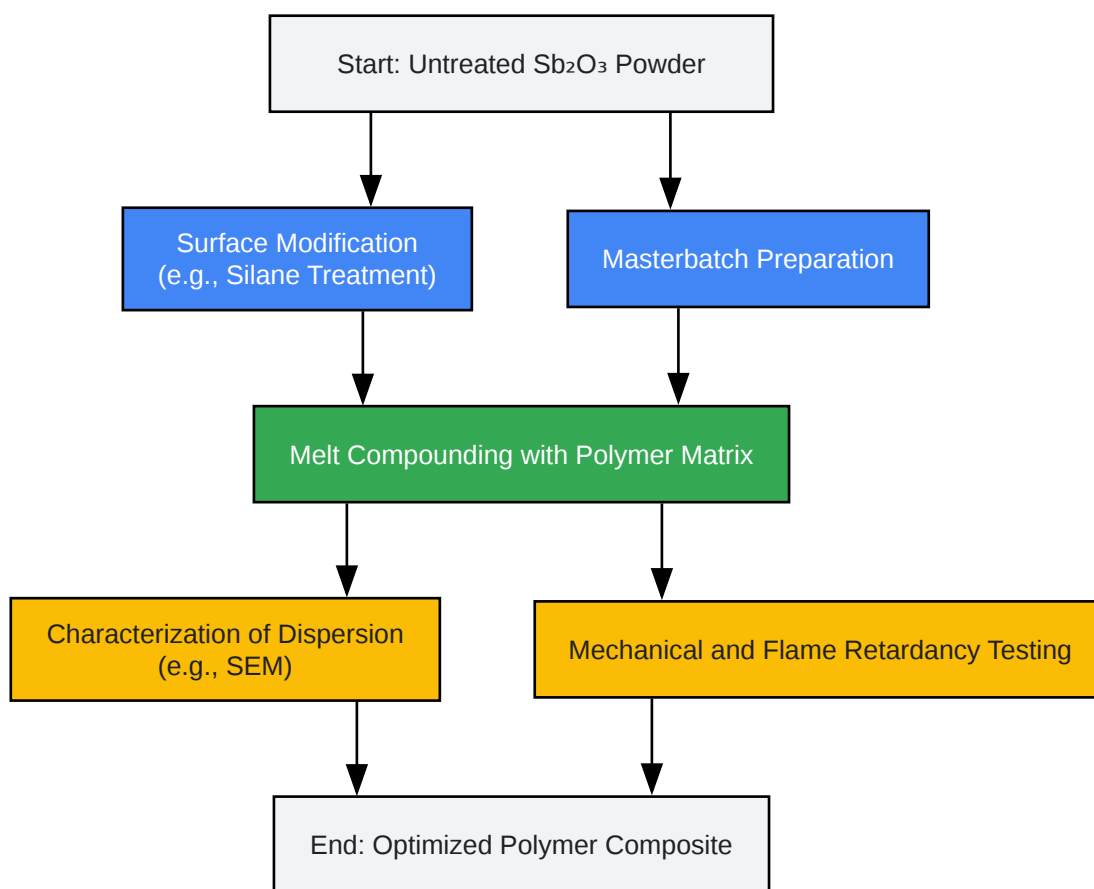 Start: Untreated Sb₂O₃ Powder
Surface Modification
(e.g., Silane Treatment)
Masterbatch Preparation
Melt Compounding with Polymer Matrix
Characterization of Dispersion
(e.g., SEM)
Mechanical and Flame Retardancy Testing
End: Optimized Polymer Composite